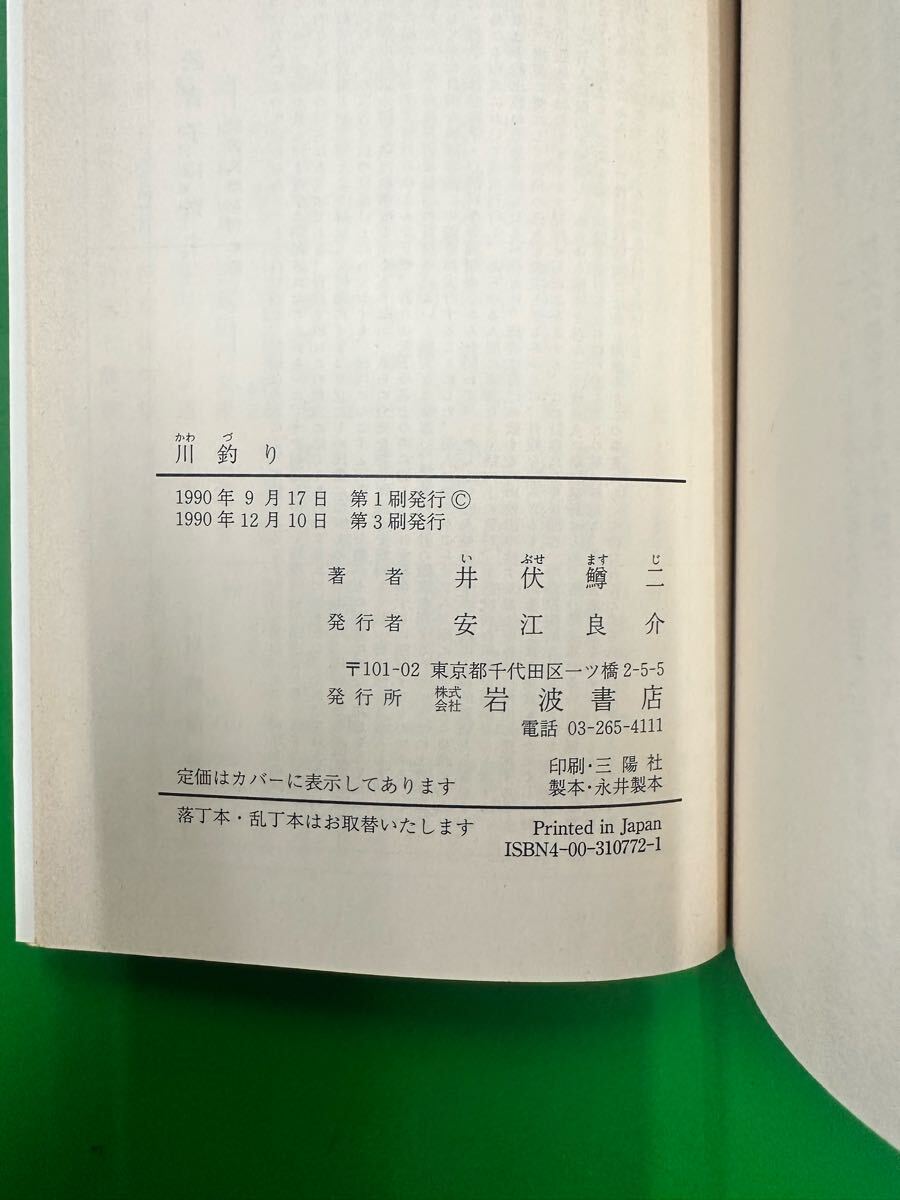 かわ づ
川釣り
1990年9月17日 第1刷発行©
1990年12月10日 第3刷発行
い ぶせ ます じ
著者 井伏鱒二
発行者 安江良介
〒101-02 東京都千代田区一ツ橋2-5-5
発行所 株式会社 岩波書店
電話 03-265-4111
印刷・三陽社
定価はカバーに表示してあります 製本・永井製本
落丁本・乱丁本はお取替いたします Printed in Japan
ISBN4-00-310772-1